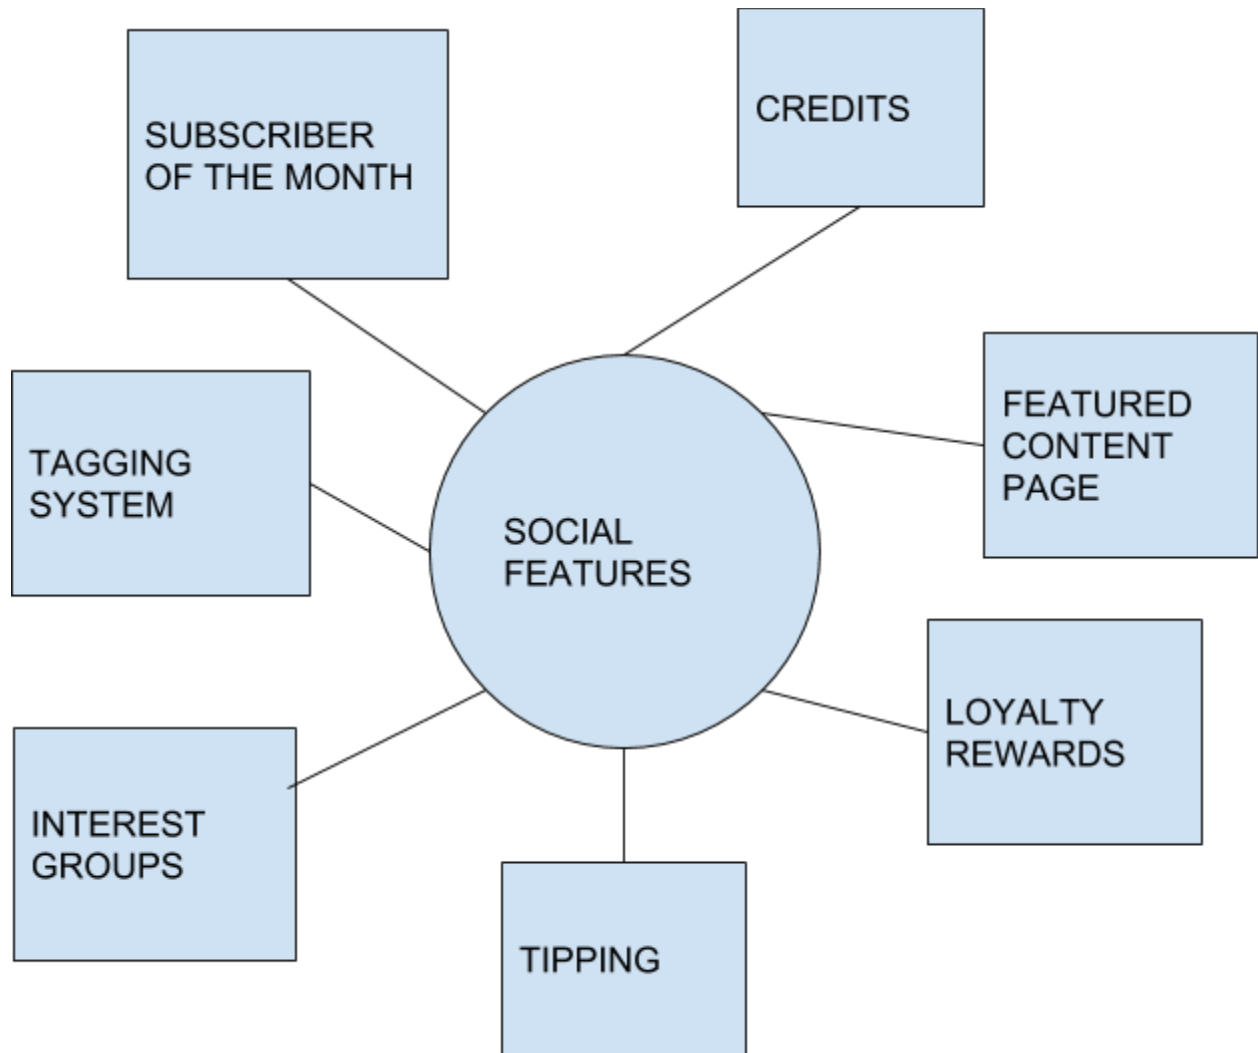 SUBSCRIBER
OF THE MONTH
CREDITS
FEATURED
CONTENT
PAGE
TAGGING
SYSTEM
SOCIAL
FEATURES
LOYALTY
REWARDS
INTEREST
GROUPS
TIPPING